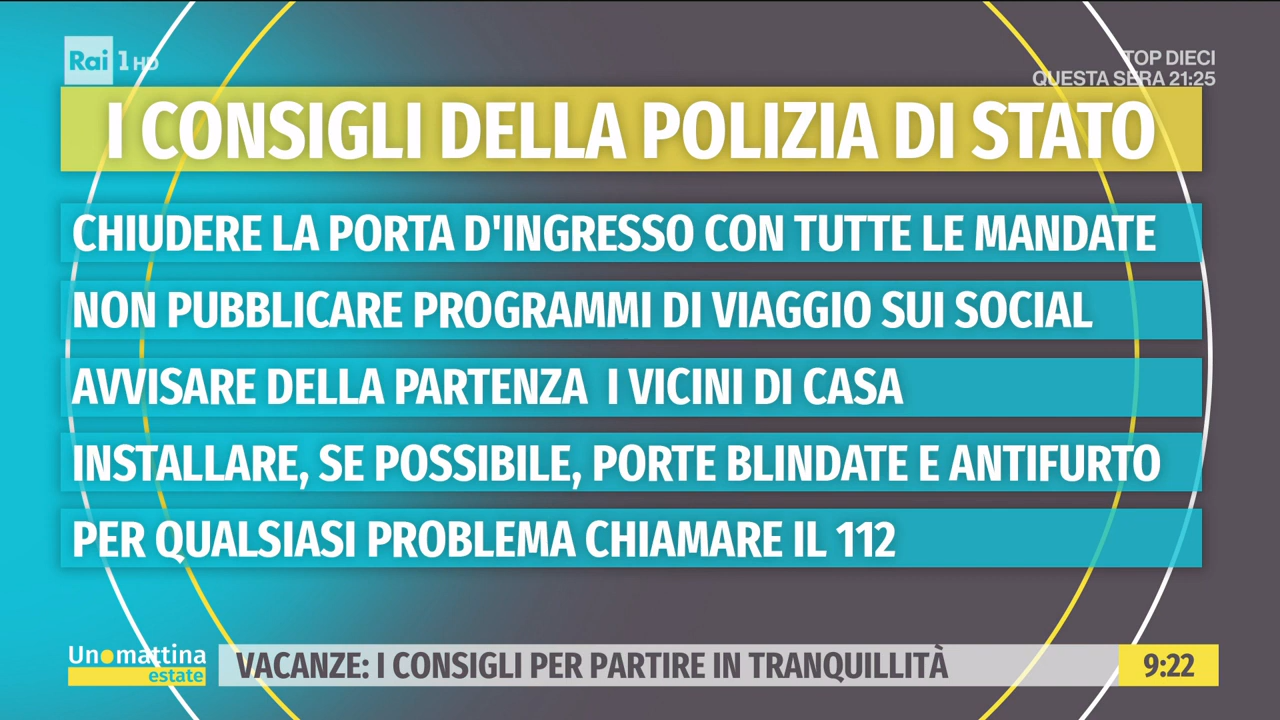 Rai 1 HD
TOP DIECI
QUESTA SERA 21:25
I CONSIGLI DELLA POLIZIA DI STATO
CHIUDERE LA PORTA D'INGRESSO CON TUTTE LE MANDATE
NON PUBBLICARE PROGRAMMI DI VIAGGIO SUI SOCIAL
AVVISARE DELLA PARTENZA  I VICINI DI CASA
INSTALLARE, SE POSSIBILE, PORTE BLINDATE E ANTIFURTO
PER QUALSIASI PROBLEMA CHIAMARE IL 112
Unomattina
estate
VACANZE: I CONSIGLI PER PARTIRE IN TRANQUILLITÀ
9:22